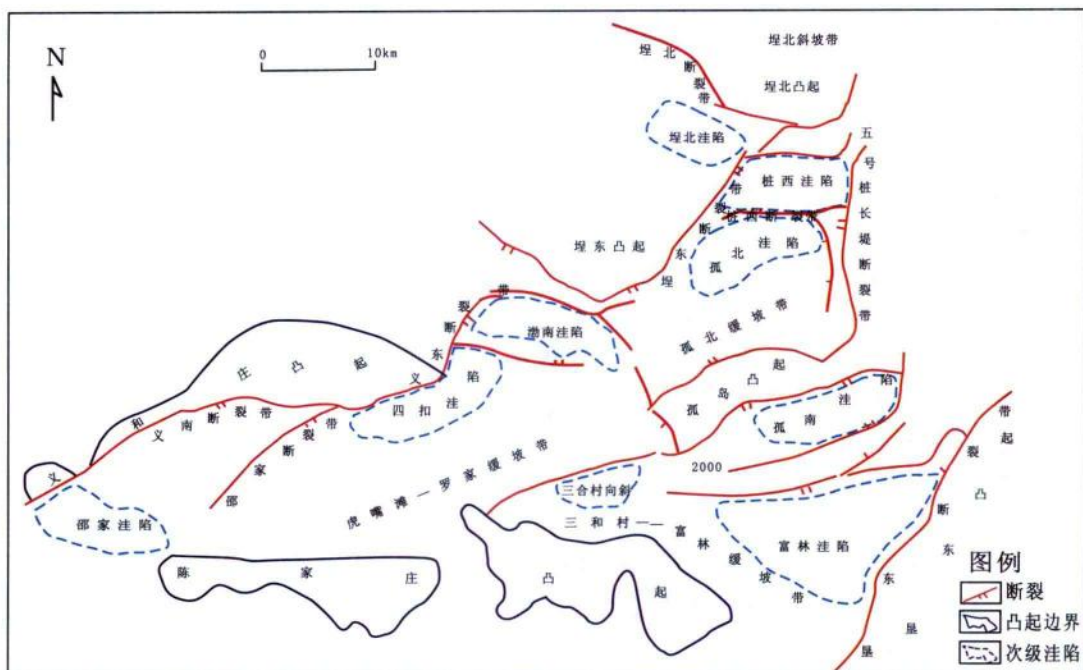 N
0 10km
埕北斜坡带
埕北凸起
埕北断裂带
埕北洼陷
五号桩长堤断裂带
桩西洼陷
桩西断裂带
孤北洼陷
埕东断裂带
埕东凸起
孤北缓坡带
渤南洼陷
义东断裂带
四扣洼陷
义和庄凸起
义南断裂带
邵家断裂带
邵家洼陷
孤岛凸起
孤南洼陷
2000
虎嘴滩—罗家缓坡带
三合村向斜
三和村——富林缓坡带
富林洼陷
陈家庄凸起
垦东断裂带
垦东凸起
图例
断裂
凸起边界
次级洼陷